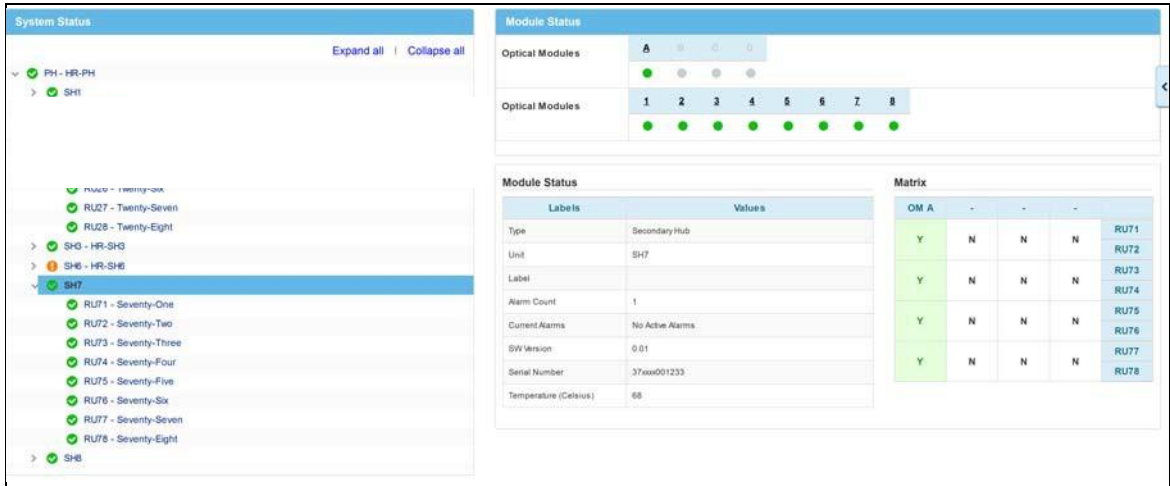 System Status
Expand all | Collapse all
PH - HR-PH
SH1
RU26 - Twenty-Six
RU27 - Twenty-Seven
RU28 - Twenty-Eight
SH3 - HR-SH3
SH6 - HR-SH6
SH7
RU71 - Seventy-One
RU72 - Seventy-Two
RU73 - Seventy-Three
RU74 - Seventy-Four
RU75 - Seventy-Five
RU76 - Seventy-Six
RU77 - Seventy-Seven
RU78 - Seventy-Eight
SH8
Module Status
Optical Modules A B C D
Optical Modules 1 2 3 4 5 6 7 8
Module Status
Labels Values
Type Secondary Hub
Unit SH7
Label
Alarm Count 1
Current Alarms No Active Alarms
SW Version 0.01
Serial Number 37xxxx001233
Temperature (Celsius) 68
Matrix
OM A - - -
Y N N N RU71
RU72
Y N N N RU73
RU74
Y N N N RU75
RU76
Y N N N RU77
RU78